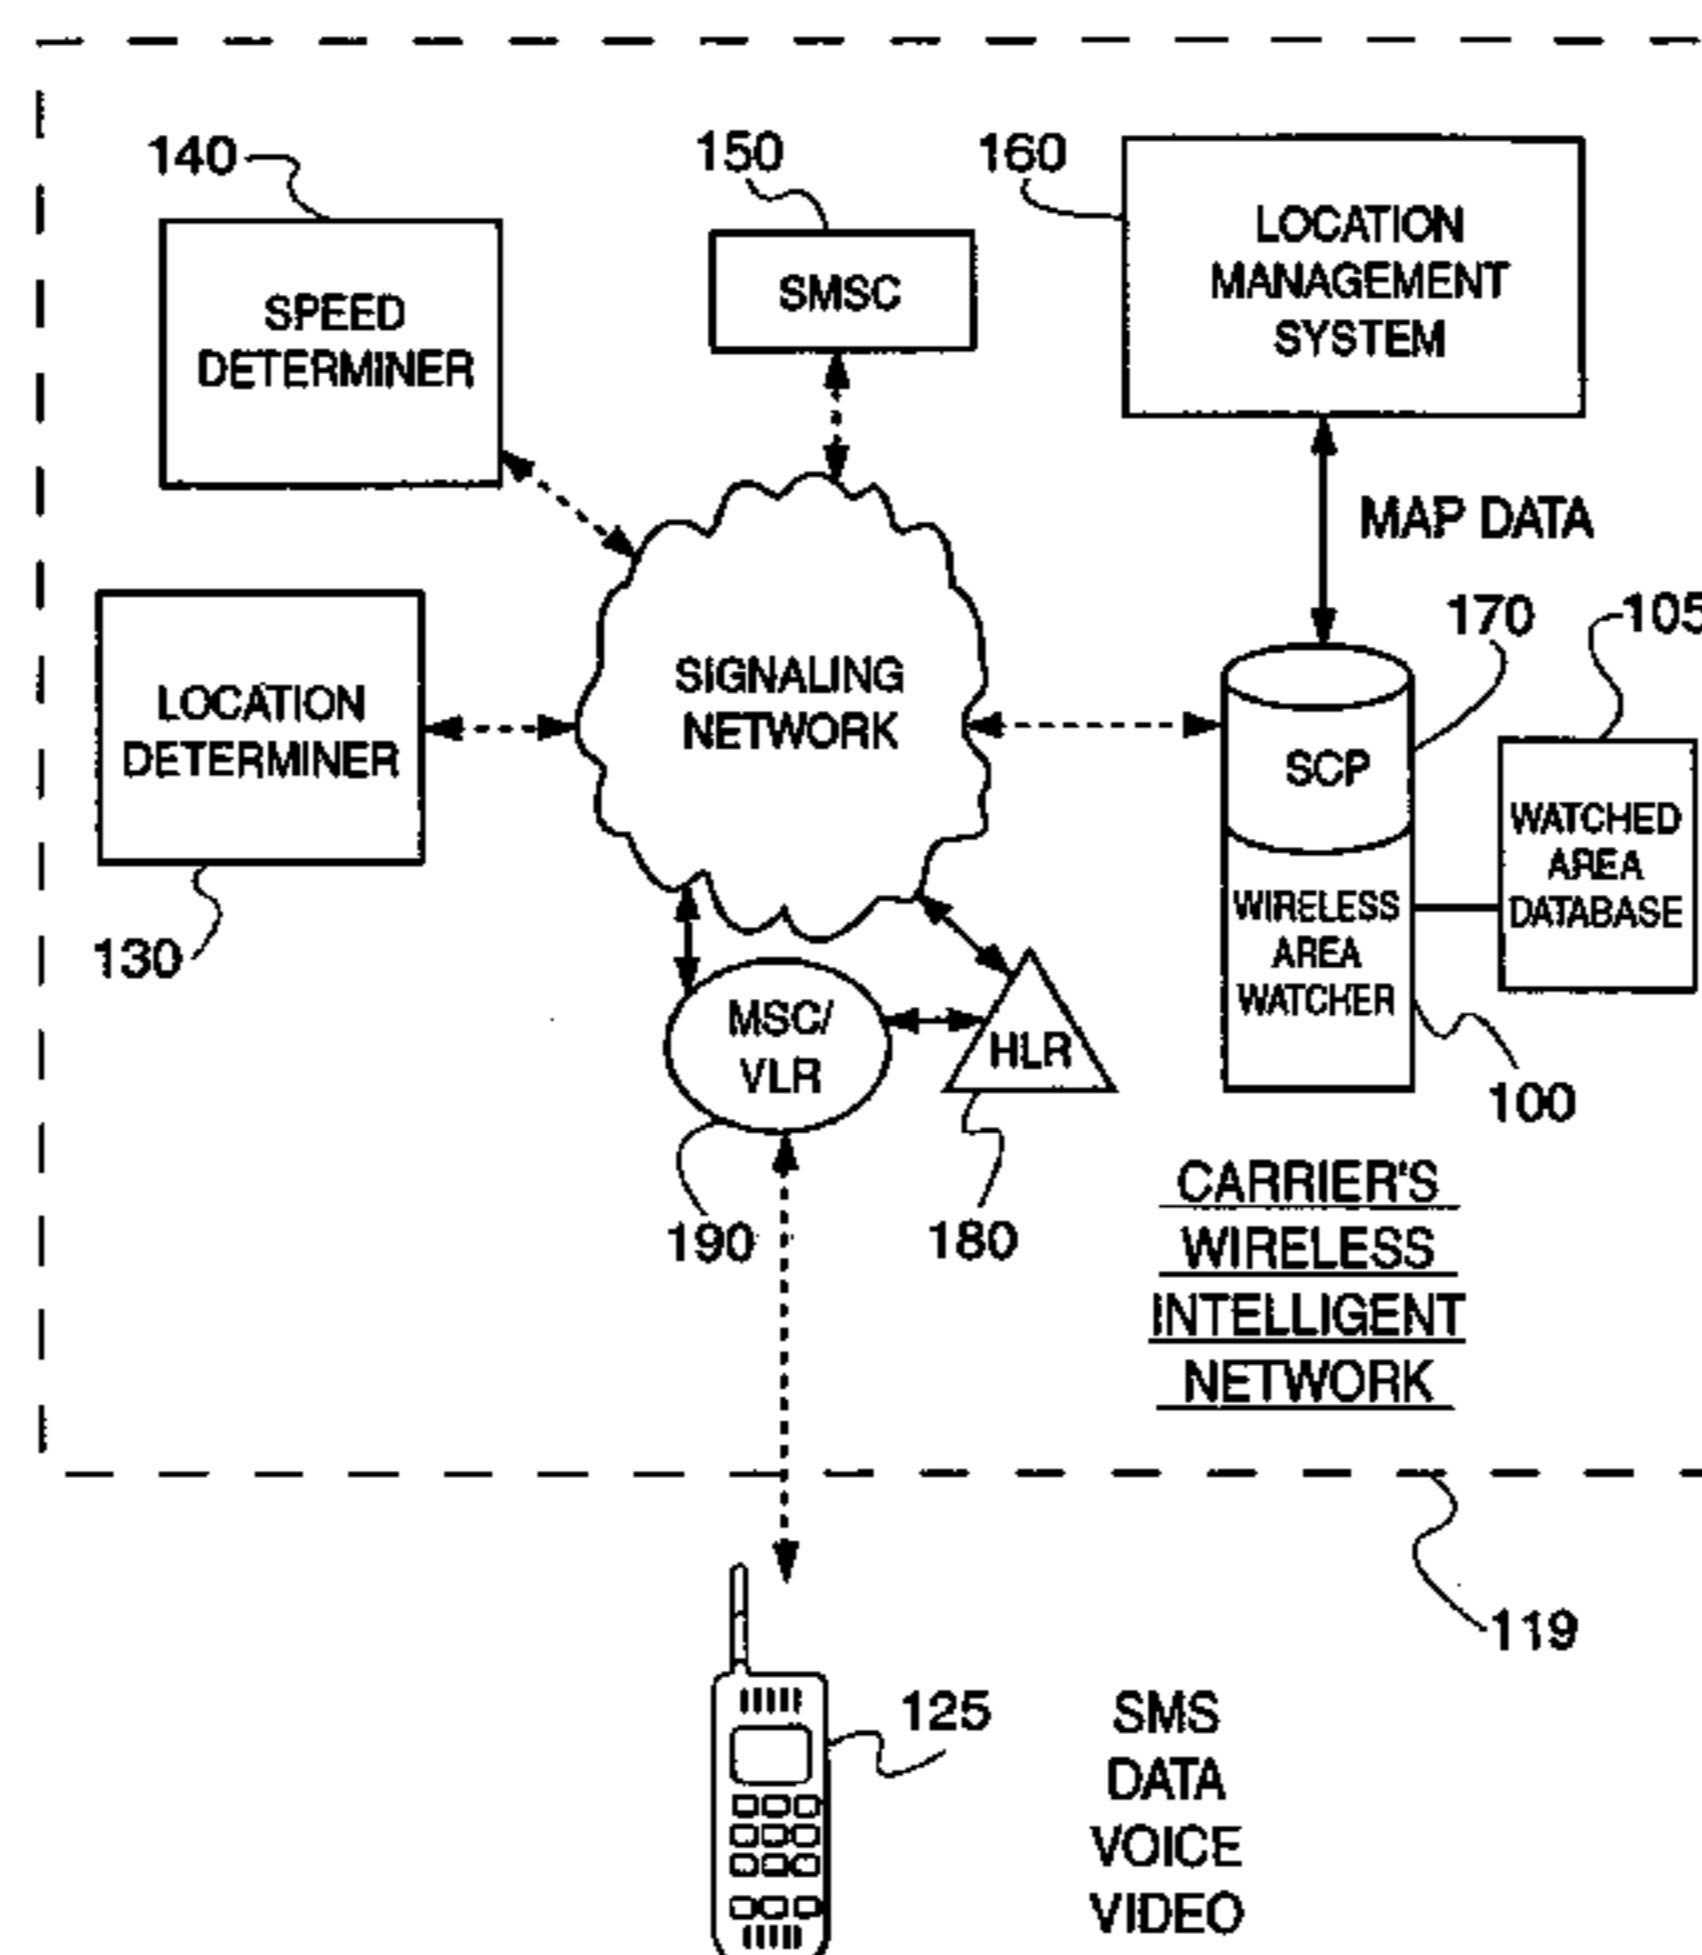 140
150
160
SPEED
DETERMINER
SMSC
LOCATION
MANAGEMENT
SYSTEM
MAP DATA
170
105
LOCATION
DETERMINER
SIGNALING
NETWORK
SCP
WATCHED
AREA
DATABASE
WIRELESS
AREA
WATCHER
130
MSC/
VLR
HLR
100
190
180
CARRIER'S
WIRELESS
INTELLIGENT
NETWORK
119
125
SMS
DATA
VOICE
VIDEO